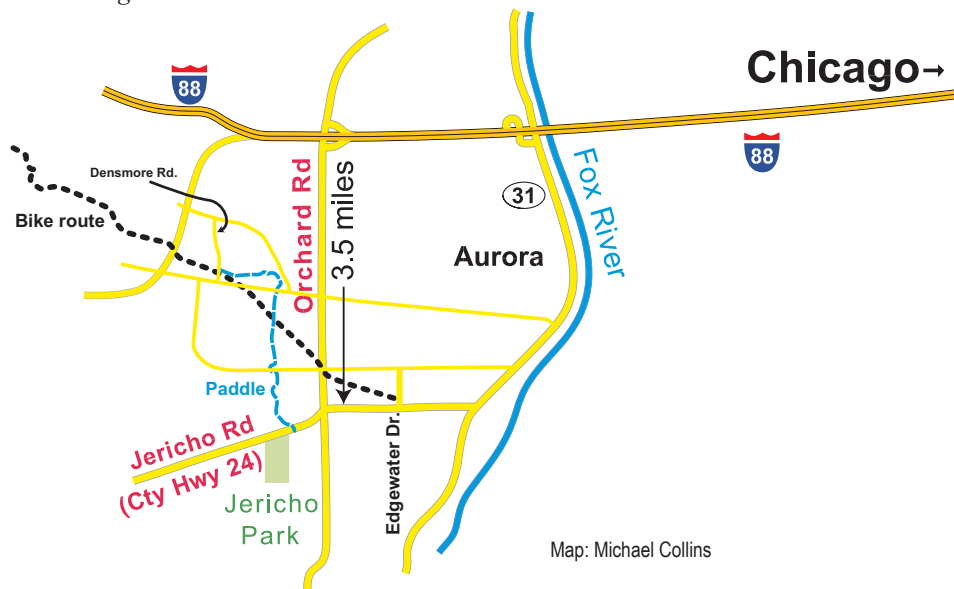 Chicago→
88
88
Densmore Rd.
Bike route
Orchard Rd
3.5 miles
31
Fox River
Aurora
Paddle
Jericho Rd
(Cty Hwy 24)
Edgewater Dr.
Jericho
Park
Map: Michael Collins